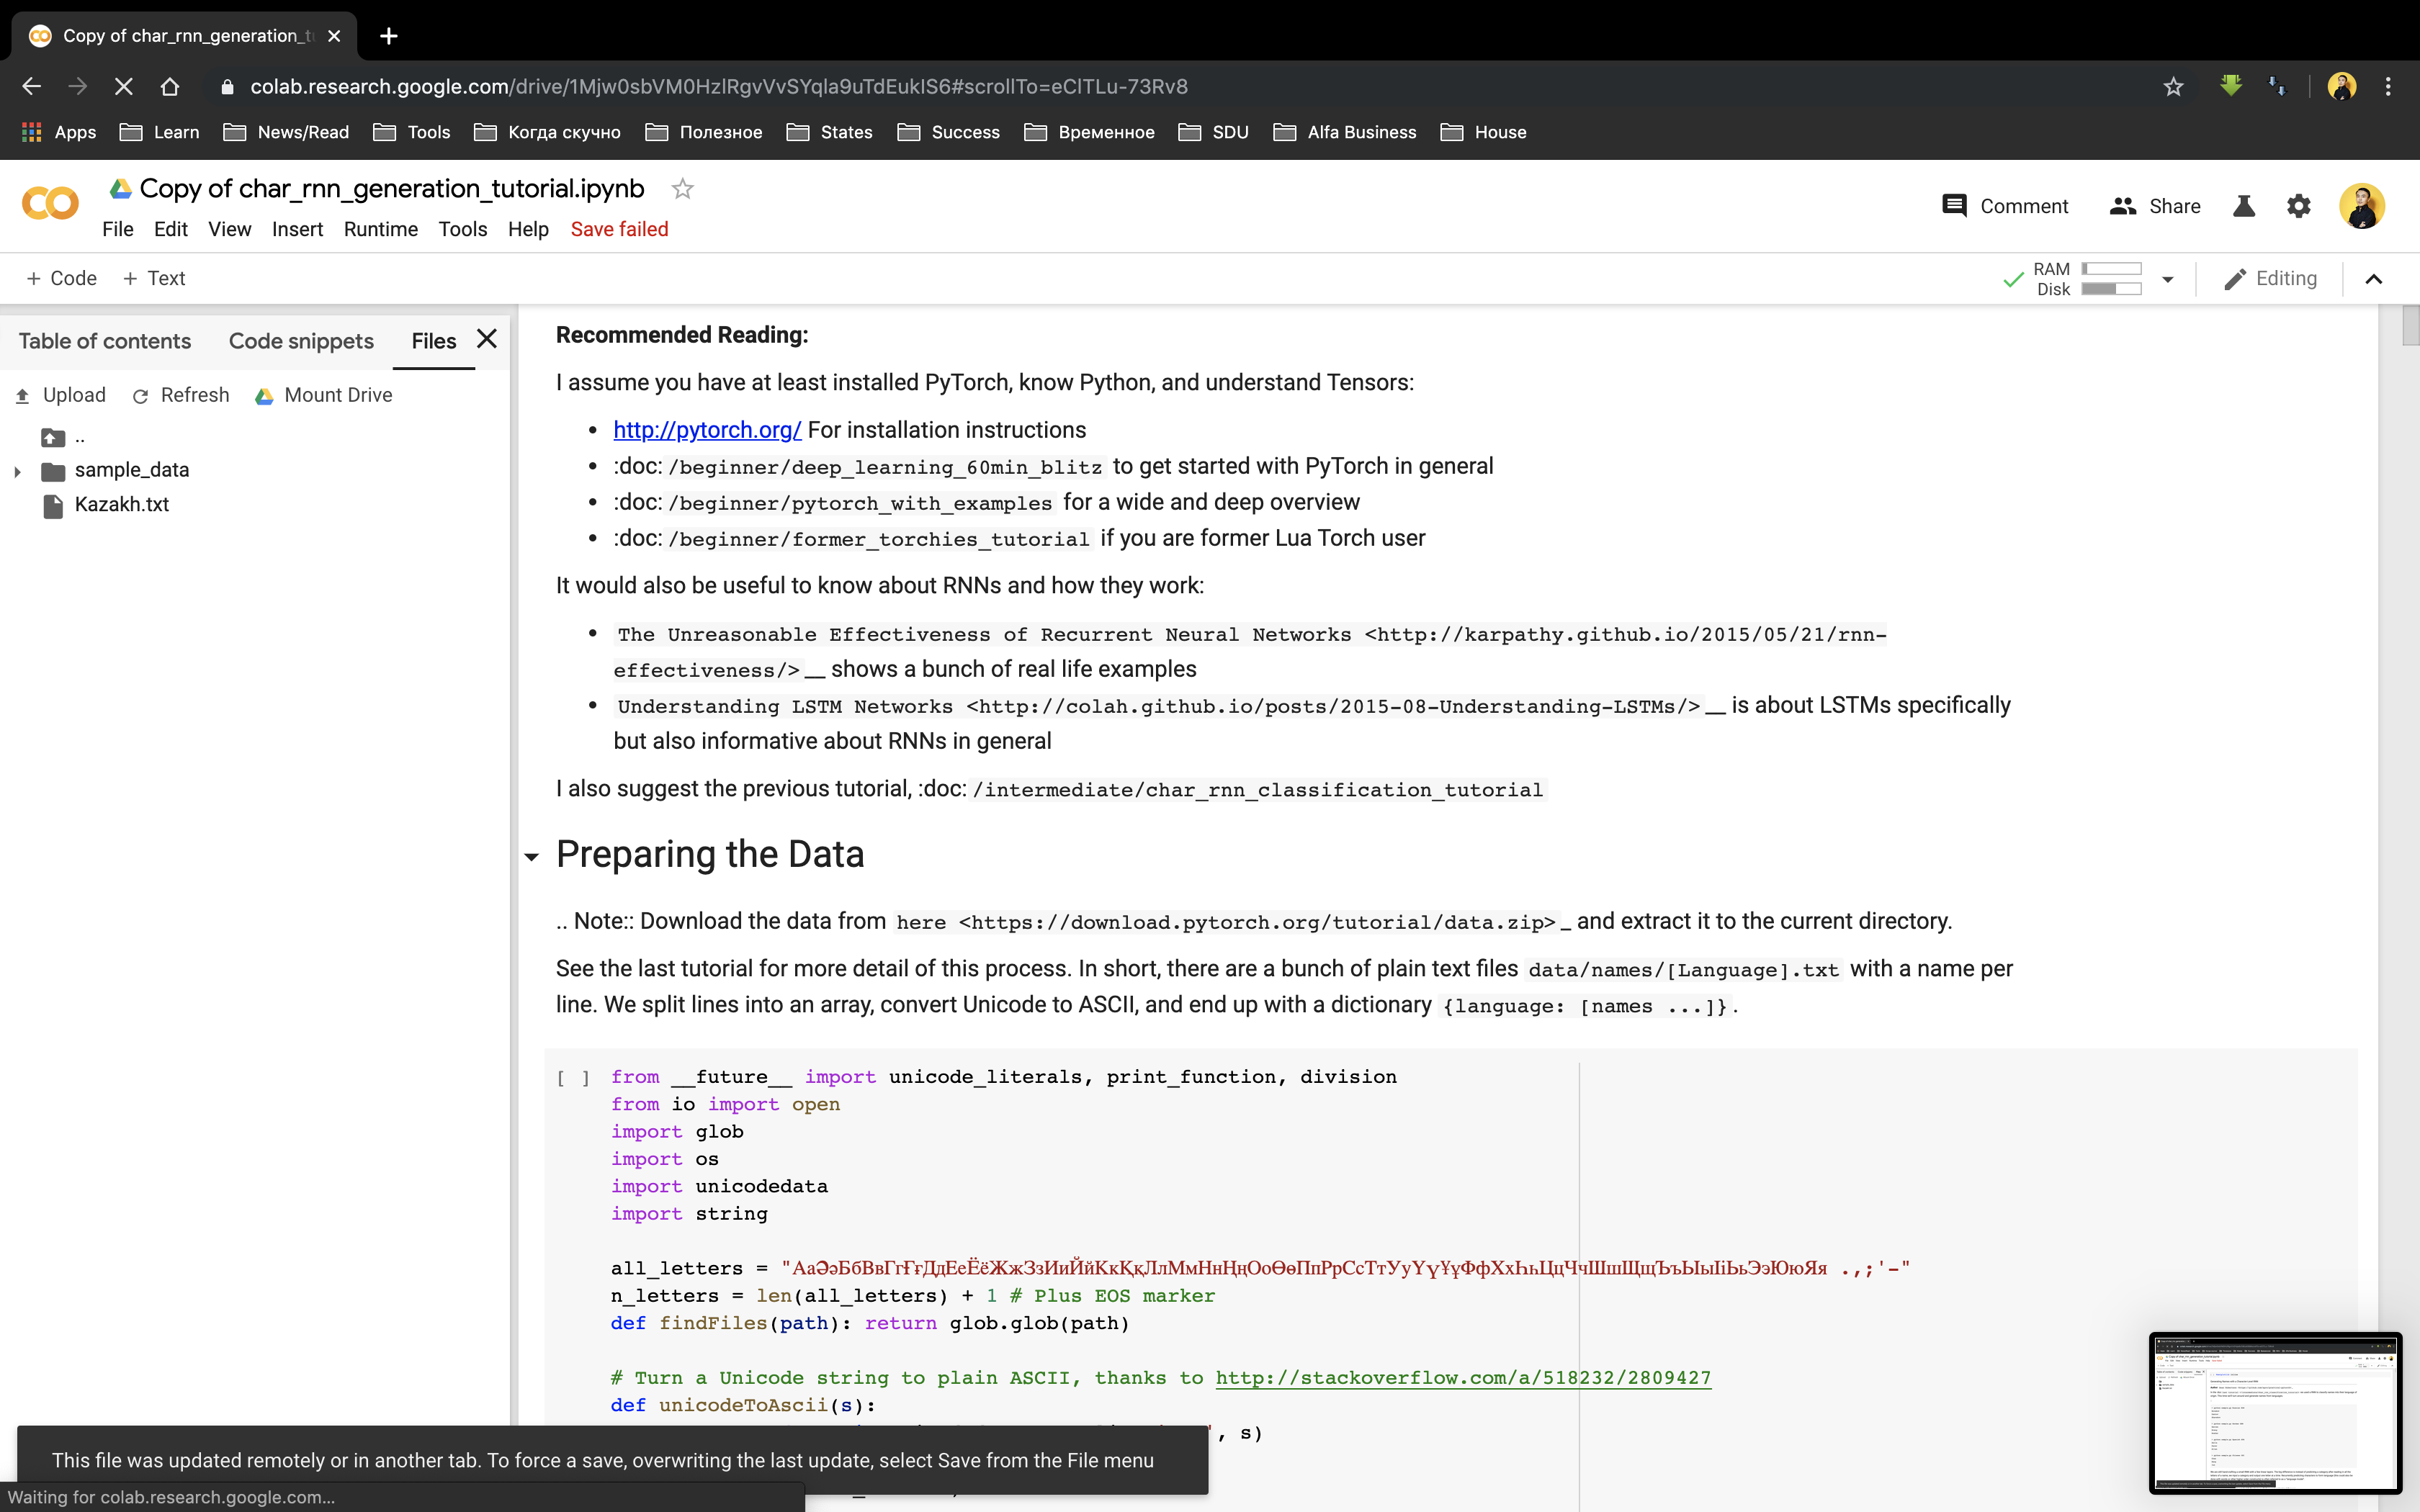 Copy of char_rnn_generation_t
colab.research.google.com/drive/1Mjw0sbVM0HzlRgvVvSYqla9uTdEukIS6#scrollTo=eClTLu-73Rv8
Apps Learn News/Read Tools Когда скучно Полезное States Success Временное SDU Alfa Business House
Copy of char_rnn_generation_tutorial.ipynb
File Edit View Insert Runtime Tools Help Save failed
Comment Share
+ Code + Text
RAM
Disk
Editing
Table of contents Code snippets Files
Upload Refresh Mount Drive
..
sample_data
Kazakh.txt
Recommended Reading:
I assume you have at least installed PyTorch, know Python, and understand Tensors:
• http://pytorch.org/ For installation instructions
• :doc: /beginner/deep_learning_60min_blitz to get started with PyTorch in general
• :doc: /beginner/pytorch_with_examples for a wide and deep overview
• :doc: /beginner/former_torchies_tutorial if you are former Lua Torch user
It would also be useful to know about RNNs and how they work:
• The Unreasonable Effectiveness of Recurrent Neural Networks <http://karpathy.github.io/2015/05/21/rnn-
effectiveness/>__ shows a bunch of real life examples
• Understanding LSTM Networks <http://colah.github.io/posts/2015-08-Understanding-LSTMs/>__ is about LSTMs specifically
but also informative about RNNs in general
I also suggest the previous tutorial, :doc: /intermediate/char_rnn_classification_tutorial
Preparing the Data
.. Note:: Download the data from here <https://download.pytorch.org/tutorial/data.zip>_ and extract it to the current directory.
See the last tutorial for more detail of this process. In short, there are a bunch of plain text files data/names/[Language].txt with a name per
line. We split lines into an array, convert Unicode to ASCII, and end up with a dictionary {language: [names ...]}.
[ ] from __future__ import unicode_literals, print_function, division
from io import open
import glob
import os
import unicodedata
import string
all_letters = "АаӘәБбВвГгҒғДдЕеЁёЖжЗзИиЙйКкҚқЛлМмНнҢңОоӨөПпРрСсТтУуҮүҰұФфХхҺһЦцЧчШшЩщЪъЫыІіЬьЭэЮюЯя .,;'-"
n_letters = len(all_letters) + 1 # Plus EOS marker
def findFiles(path): return glob.glob(path)
# Turn a Unicode string to plain ASCII, thanks to http://stackoverflow.com/a/518232/2809427
def unicodeToAscii(s):
', s)
This file was updated remotely or in another tab. To force a save, overwriting the last update, select Save from the File menu
Waiting for colab.research.google.com...